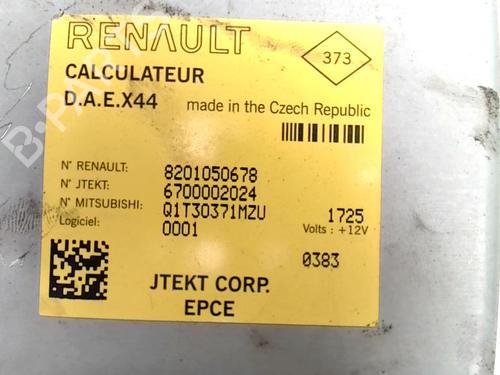 RENAULT
373
CALCULATEUR
D.A.E.X44
made in the Czech Republic
N° RENAULT: 8201050678
N° JTEKT: 6700002024
N° MITSUBISHI: Q1T30371MZU 1725
Logiciel: 0001 Volts : +12V
0383
JTEKT CORP.
EPCE